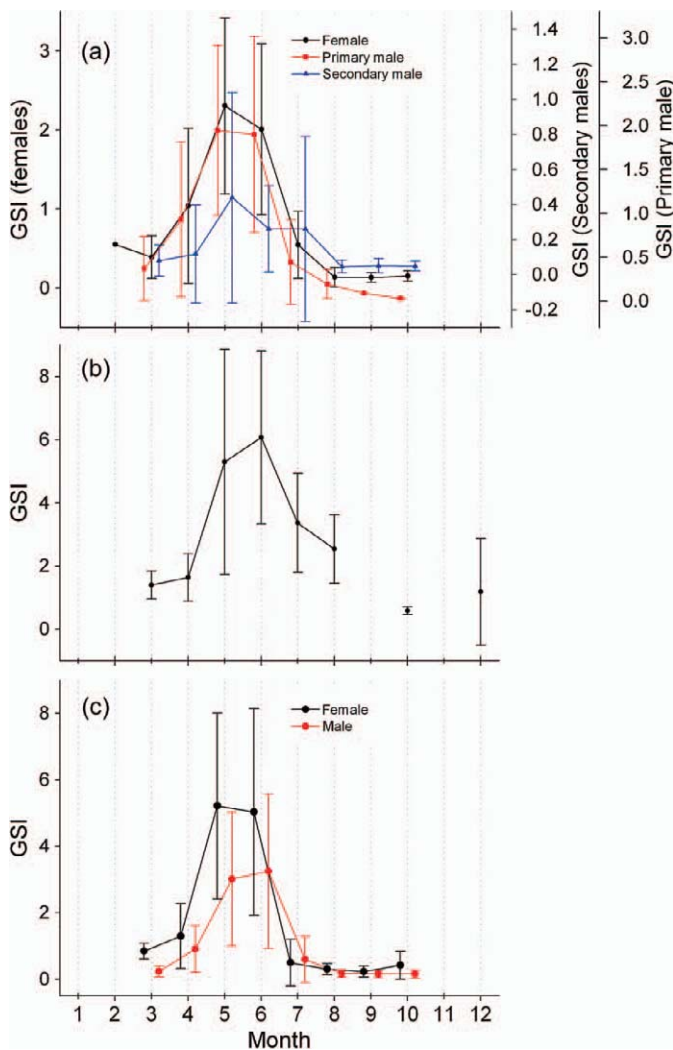 (a)
Female
Primary male
Secondary male
GSI (females)
3
2
1
0
GSI (Secondary males)
1.4
1.2
1.0
0.8
0.6
0.4
0.2
0.0
-0.2
GSI (Primary male)
3.0
2.5
2.0
1.5
1.0
0.5
0.0
(b)
GSI
8
6
4
2
0
(c)
Female
Male
GSI
8
6
4
2
0
1 2 3 4 5 6 7 8 9 10 11 12
Month